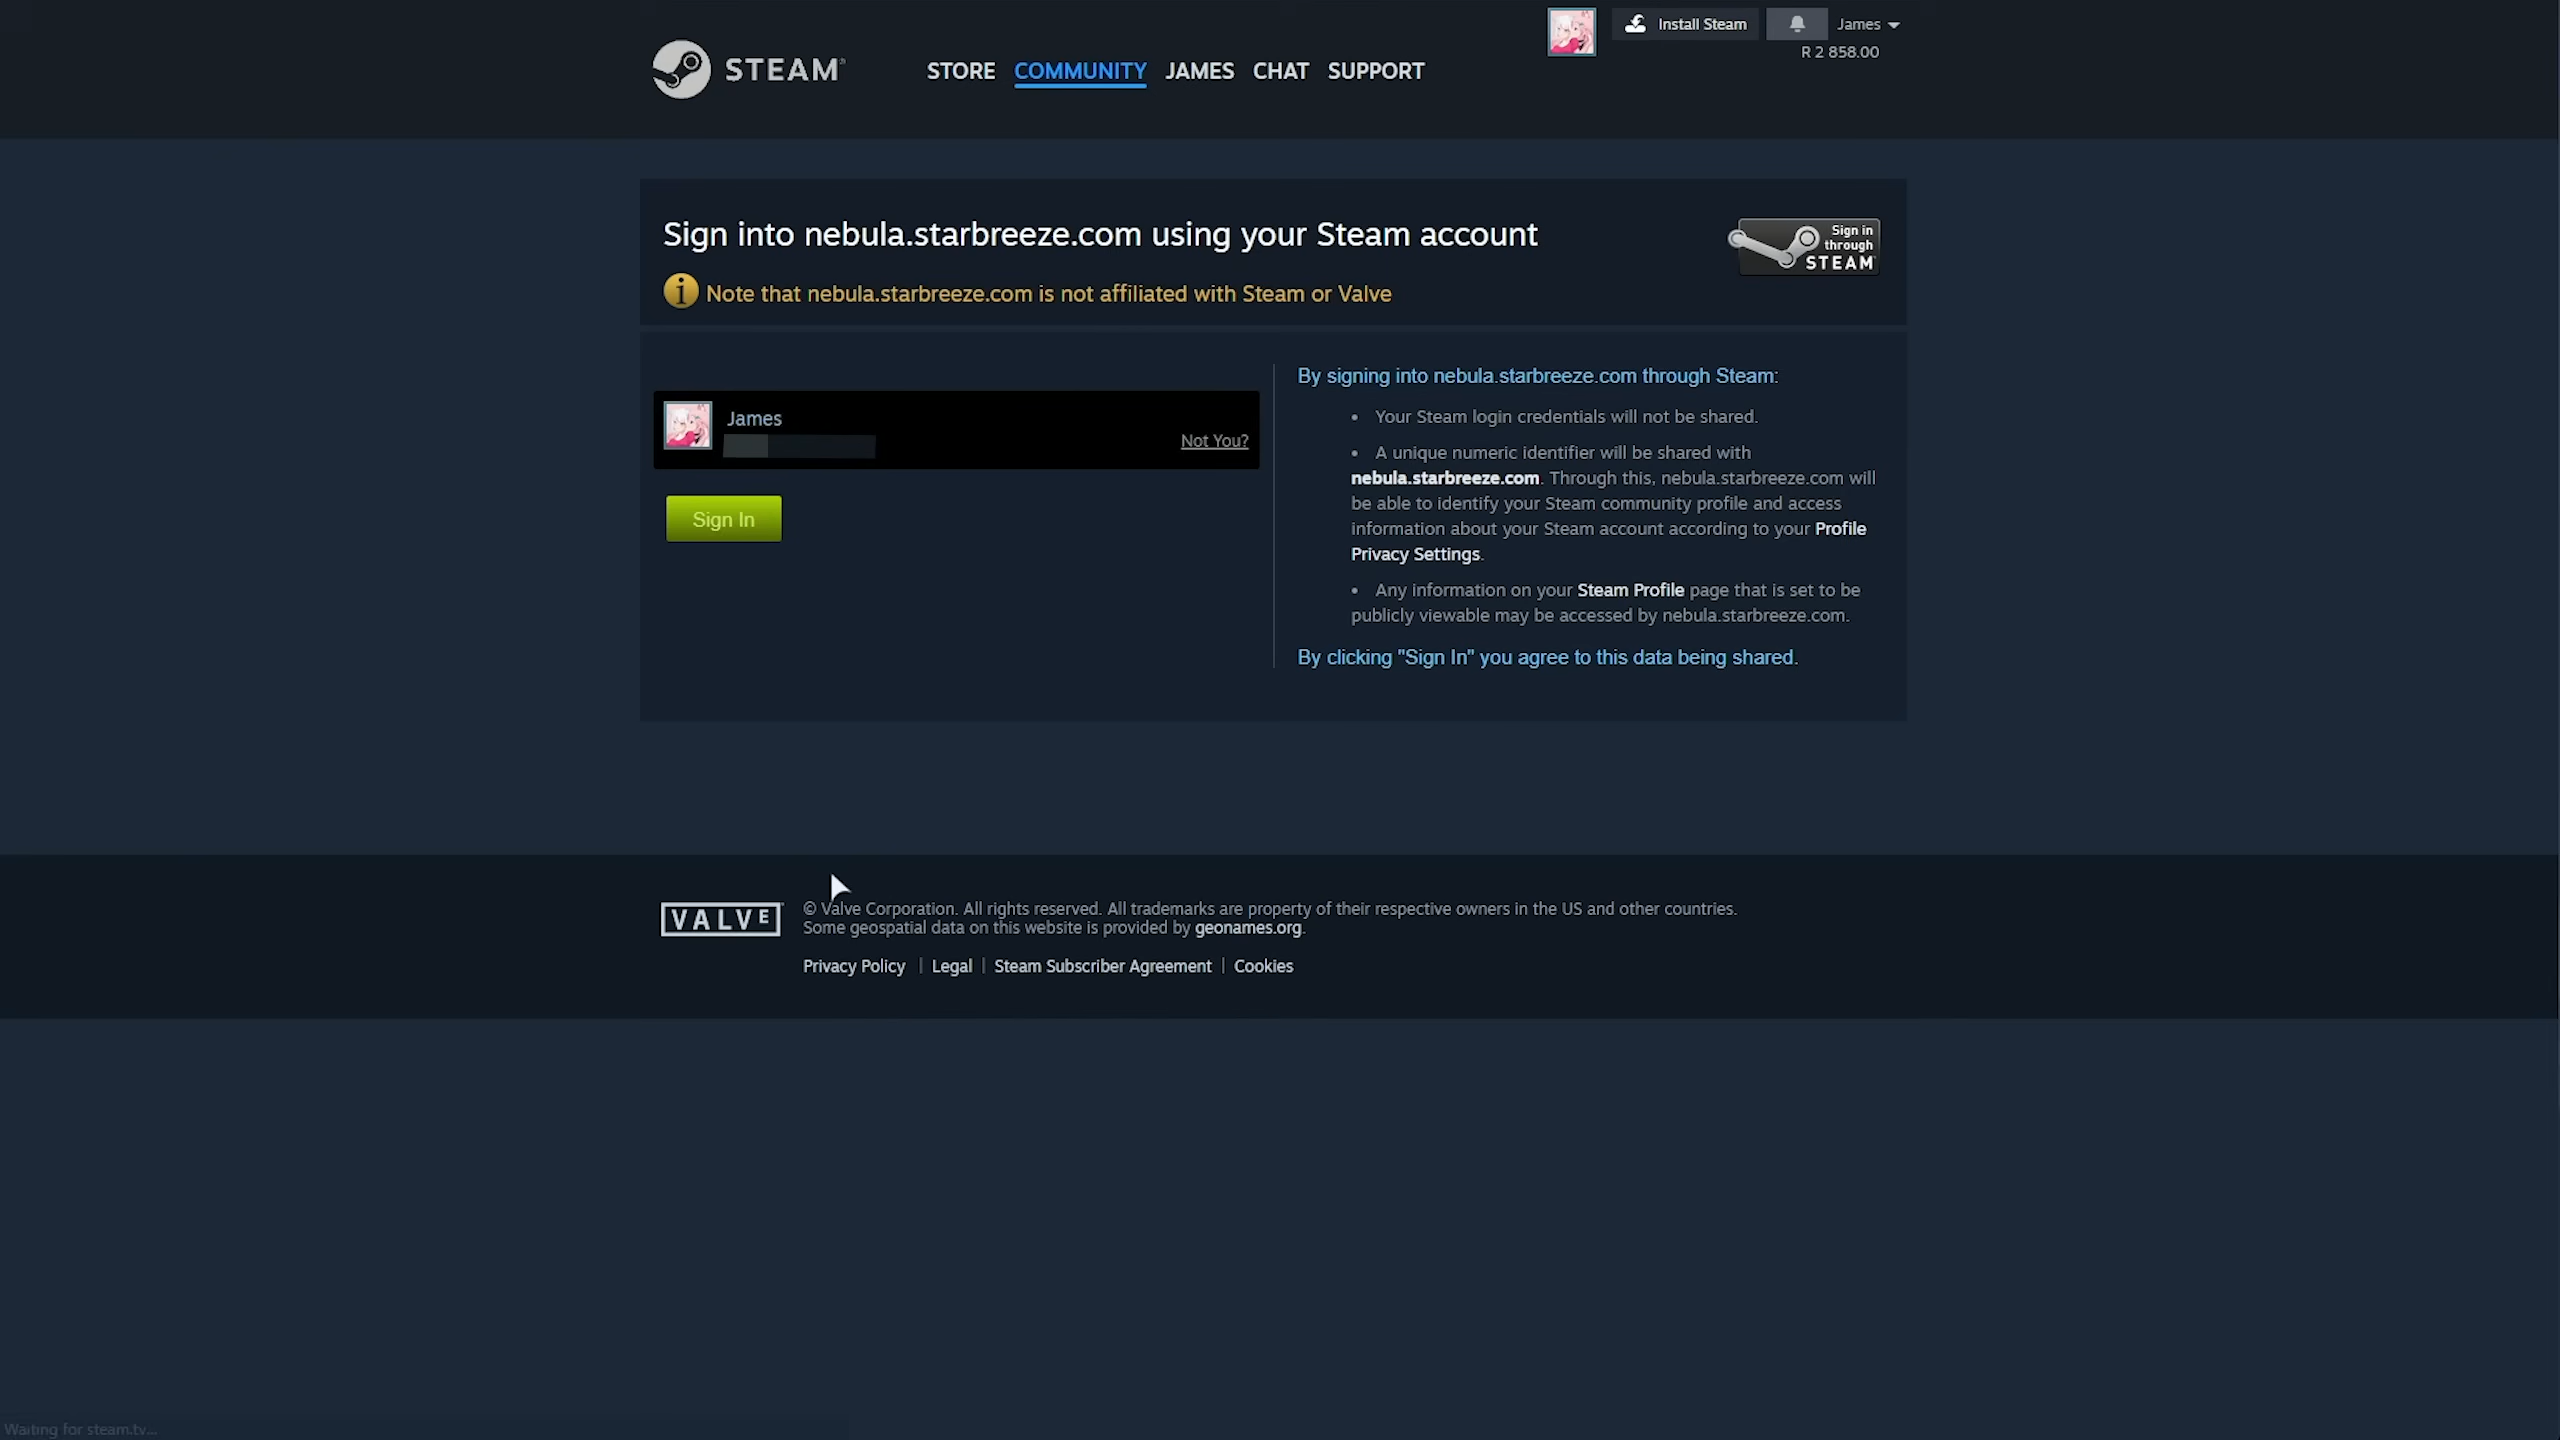 STEAM
STORE COMMUNITY JAMES CHAT SUPPORT
Install Steam
James
R 2 858.00
Sign into nebula.starbreeze.com using your Steam account
Note that nebula.starbreeze.com is not affiliated with Steam or Valve
Sign in
through
STEAM
James
Not You?
Sign In
By signing into nebula.starbreeze.com through Steam:
• Your Steam login credentials will not be shared.
• A unique numeric identifier will be shared with
nebula.starbreeze.com. Through this, nebula.starbreeze.com will
be able to identify your Steam community profile and access
information about your Steam account according to your Profile
Privacy Settings.
• Any information on your Steam Profile page that is set to be
publicly viewable may be accessed by nebula.starbreeze.com.
By clicking "Sign In" you agree to this data being shared.
VALVE
© Valve Corporation. All rights reserved. All trademarks are property of their respective owners in the US and other countries.
Some geospatial data on this website is provided by geonames.org.
Privacy Policy | Legal | Steam Subscriber Agreement | Cookies
Waiting for steam.tv...